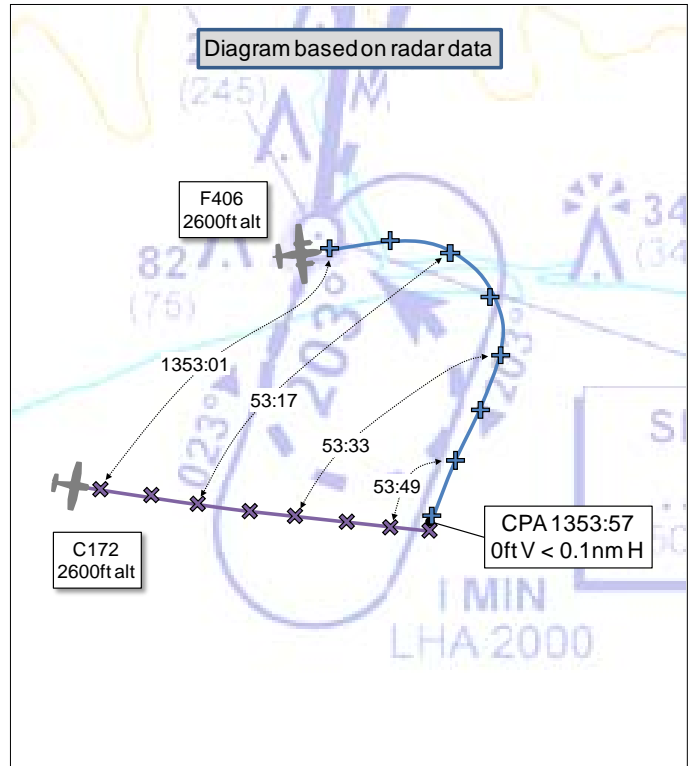 Diagram based on radar data
(245)
M
F406
2600ft alt
34
82
(75)
203°
1353:01
53:17
023°
203°
53:33
53:49
CPA 1353:57
0ft V < 0.1nm H
C172
2600ft alt
I MIN
LHA 2000